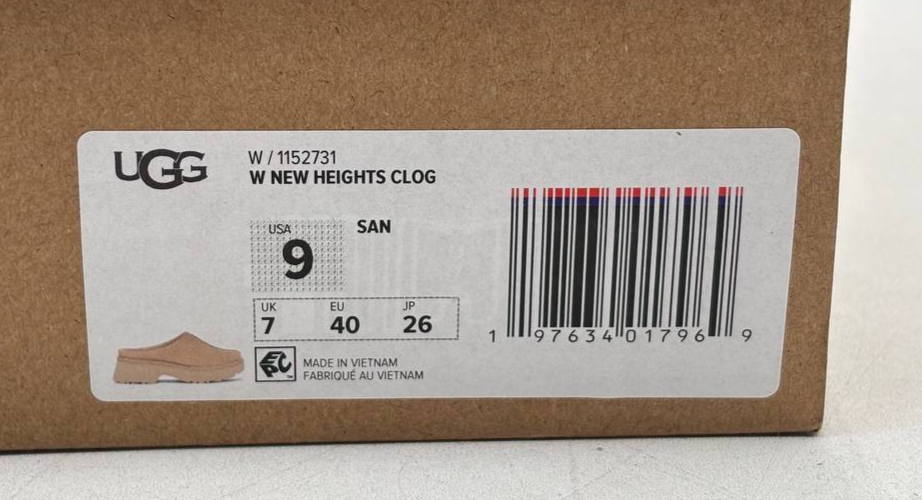 UGG
W / 1152731
W NEW HEIGHTS CLOG
USA
9
SAN
UK EU JP
7 40 26
EPC™
MADE IN VIETNAM
FABRIQUÉ AU VIETNAM
1 97634 01796 9